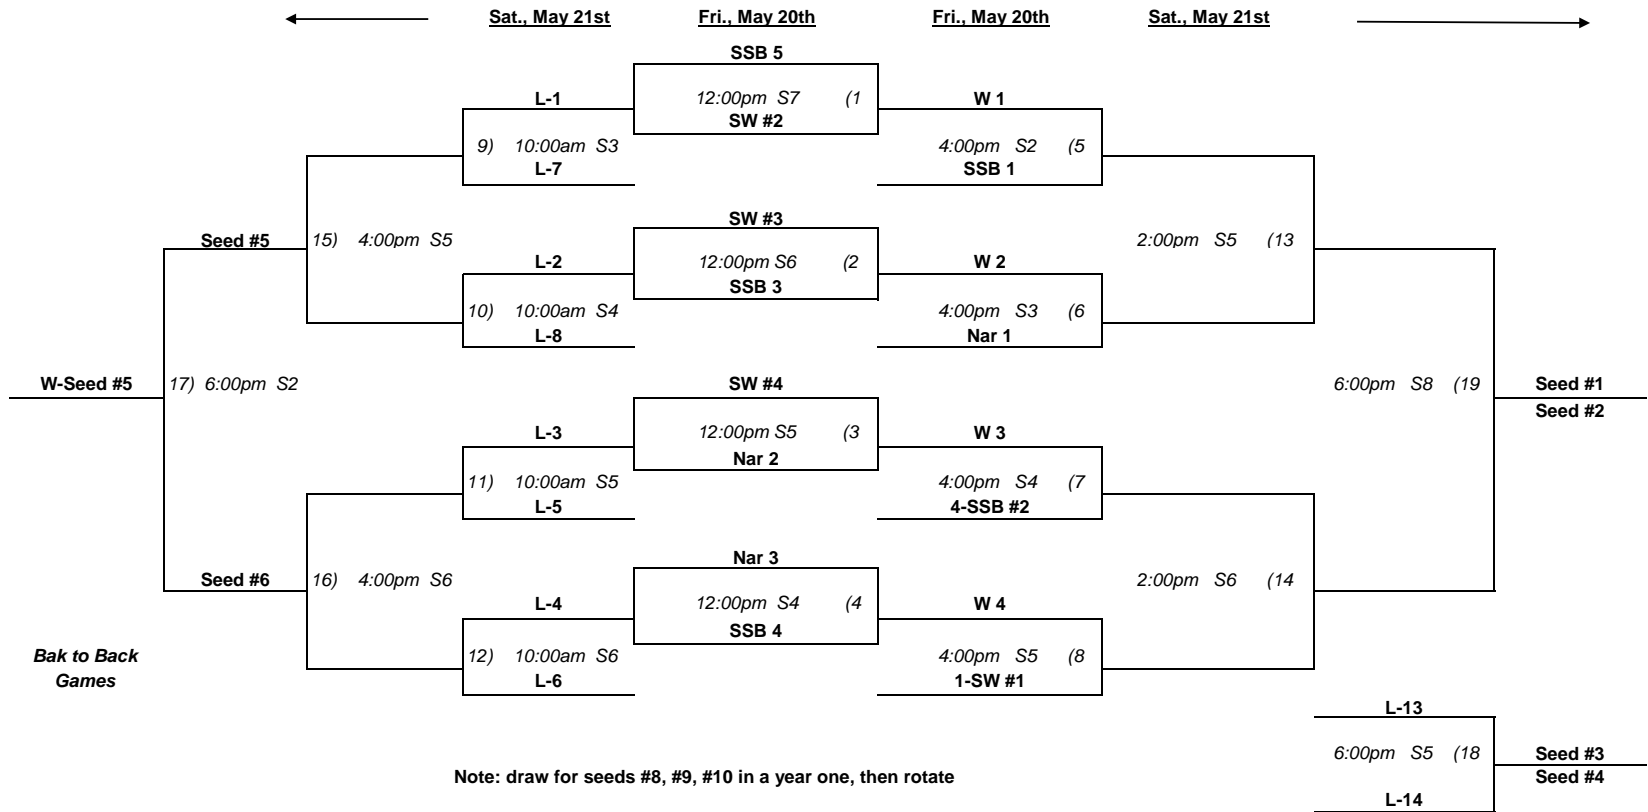 Sat., May 21st Fri., May 20th Fri., May 20th Sat., May 21st
SSB 5
L-1 12:00pm S7 (1 W 1
SW #2
9) 10:00am S3 4:00pm S2 (5
L-7 SSB 1
SW #3
Seed #5 15) 4:00pm S5 2:00pm S5 (13
L-2 12:00pm S6 (2 W 2
SSB 3
10) 10:00am S4 4:00pm S3 (6
L-8 Nar 1
W-Seed #5 17) 6:00pm S2 SW #4 6:00pm S8 (19 Seed #1
Seed #2
L-3 12:00pm S5 (3 W 3
Nar 2
11) 10:00am S5 4:00pm S4 (7
L-5 4-SSB #2
Nar 3
Seed #6 16) 4:00pm S6 2:00pm S6 (14
L-4 12:00pm S4 (4 W 4
SSB 4
Bak to Back 12) 10:00am S6 4:00pm S5 (8
Games L-6 1-SW #1
L-13
6:00pm S5 (18 Seed #3
Note: draw for seeds #8, #9, #10 in a year one, then rotate Seed #4
L-14